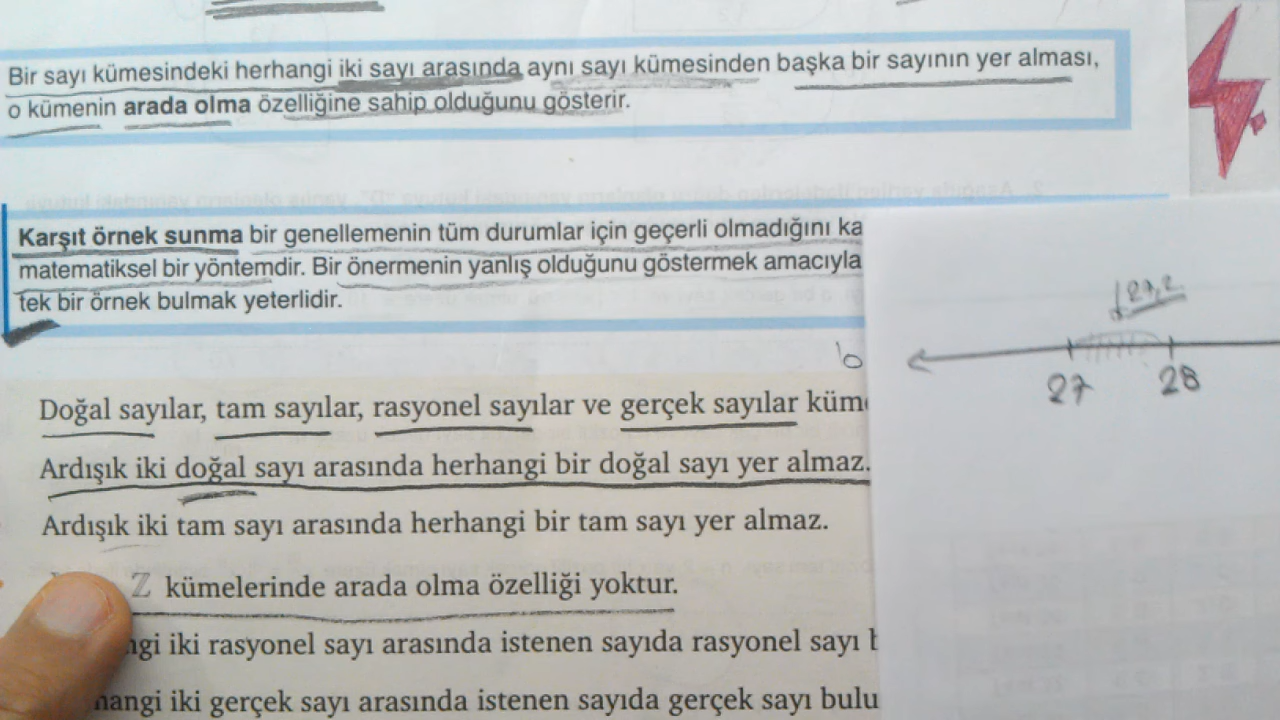 Bir sayı kümesindeki herhangi iki sayı arasında aynı sayı kümesinden başka bir sayının yer alması,
o kümenin arada olma özelliğine sahip olduğunu gösterir.
Karşıt örnek sunma bir genellemenin tüm durumlar için geçerli olmadığını ka
matematiksel bir yöntemdir. Bir önermenin yanlış olduğunu göstermek amacıyla
tek bir örnek bulmak yeterlidir.
27,2
27 28
Doğal sayılar, tam sayılar, rasyonel sayılar ve gerçek sayılar küm
Ardışık iki doğal sayı arasında herhangi bir doğal sayı yer almaz.
Ardışık iki tam sayı arasında herhangi bir tam sayı yer almaz.
ℤ kümelerinde arada olma özelliği yoktur.
ngi iki rasyonel sayı arasında istenen sayıda rasyonel sayı b
hangi iki gerçek sayı arasında istenen sayıda gerçek sayı bulu